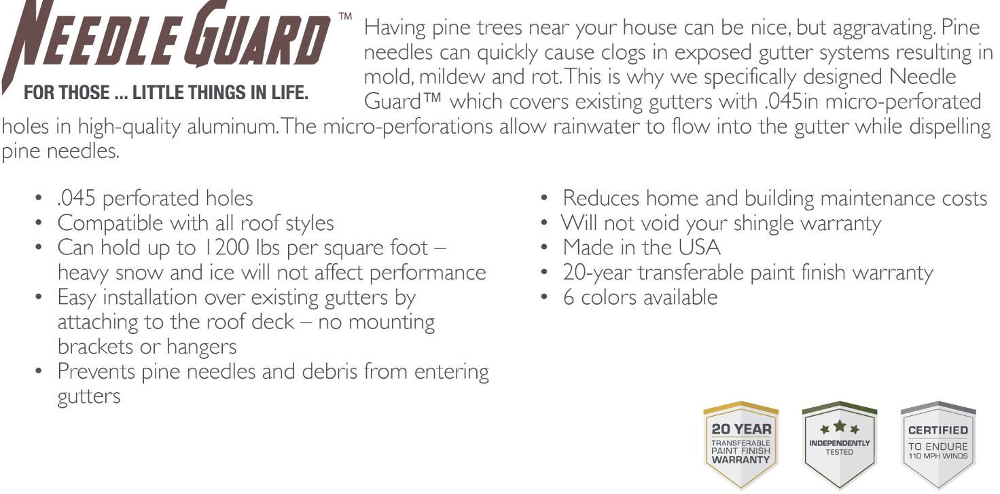 NEEDLE GUARD ™
FOR THOSE ... LITTLE THINGS IN LIFE.
Having pine trees near your house can be nice, but aggravating. Pine
needles can quickly cause clogs in exposed gutter systems resulting in
mold, mildew and rot. This is why we specifically designed Needle
Guard™ which covers existing gutters with .045in micro-perforated
holes in high-quality aluminum. The micro-perforations allow rainwater to flow into the gutter while dispelling
pine needles.
• .045 perforated holes
• Compatible with all roof styles
• Can hold up to 1200 lbs per square foot –
heavy snow and ice will not affect performance
• Easy installation over existing gutters by
attaching to the roof deck – no mounting
brackets or hangers
• Prevents pine needles and debris from entering
gutters
• Reduces home and building maintenance costs
• Will not void your shingle warranty
• Made in the USA
• 20-year transferable paint finish warranty
• 6 colors available
20 YEAR
TRANSFERABLE
PAINT FINISH
WARRANTY
INDEPENDENTLY
TESTED
CERTIFIED
TO ENDURE
110 MPH WINDS